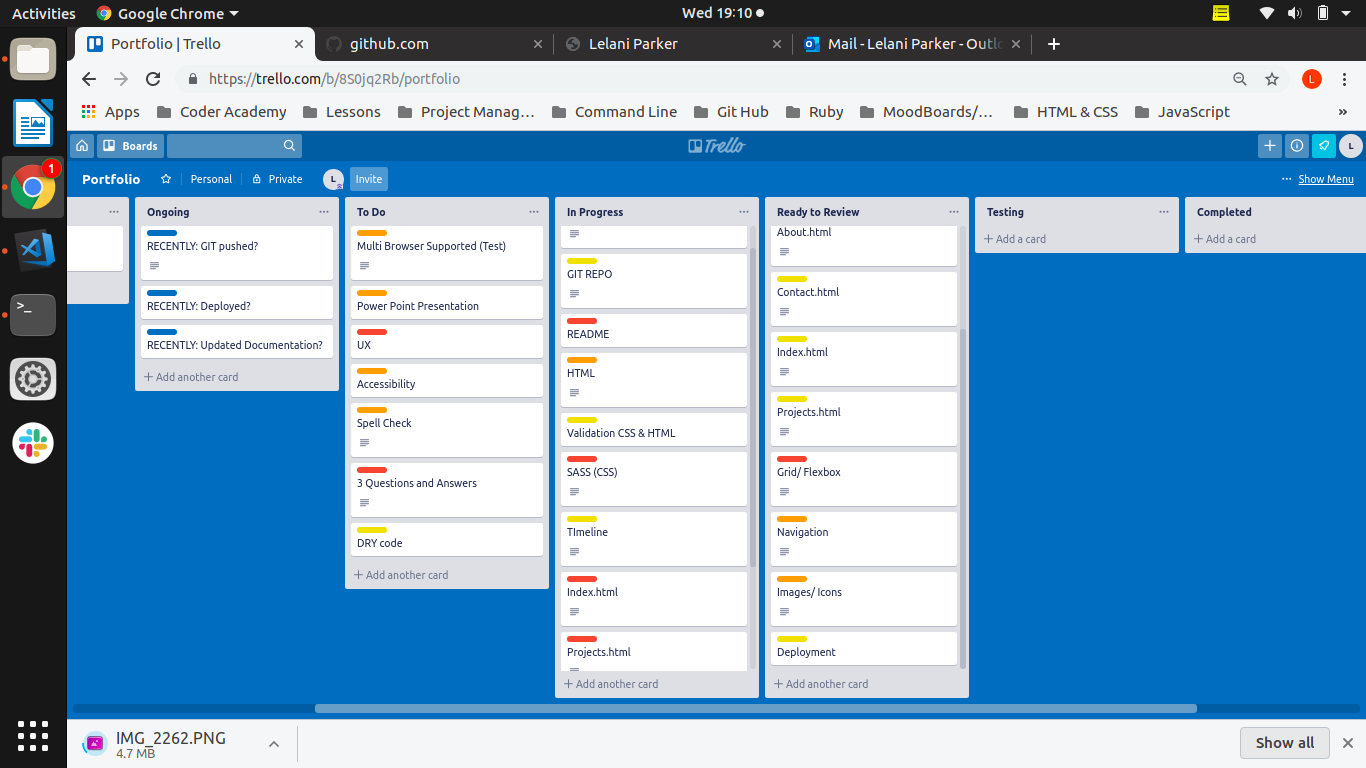 Activities
Google Chrome
Wed 19:10
Portfolio | Trello
github.com
Lelani Parker
Mail - Lelani Parker - Outlo
https://trello.com/b/8S0jq2Rb/portfolio
L
Apps
Coder Academy
Lessons
Project Manag...
Command Line
Git Hub
Ruby
MoodBoards/...
HTML & CSS
JavaScript
»
Boards
Trello
L
Portfolio
Personal
Private
L
Invite
... Show Menu
Ongoing
RECENTLY: GIT pushed?
RECENTLY: Deployed?
RECENTLY: Updated Documentation?
+ Add another card
To Do
Multi Browser Supported (Test)
Power Point Presentation
UX
Accessibility
Spell Check
3 Questions and Answers
DRY code
+ Add another card
In Progress
GIT REPO
README
HTML
Validation CSS & HTML
SASS (CSS)
TImeline
Index.html
Projects.html
+ Add another card
Ready to Review
About.html
Contact.html
Index.html
Projects.html
Grid/ Flexbox
Navigation
Images/ Icons
Deployment
+ Add another card
Testing
+ Add a card
Completed
+ Add a card
1
>_
IMG_2262.PNG
4.7 MB
Show all